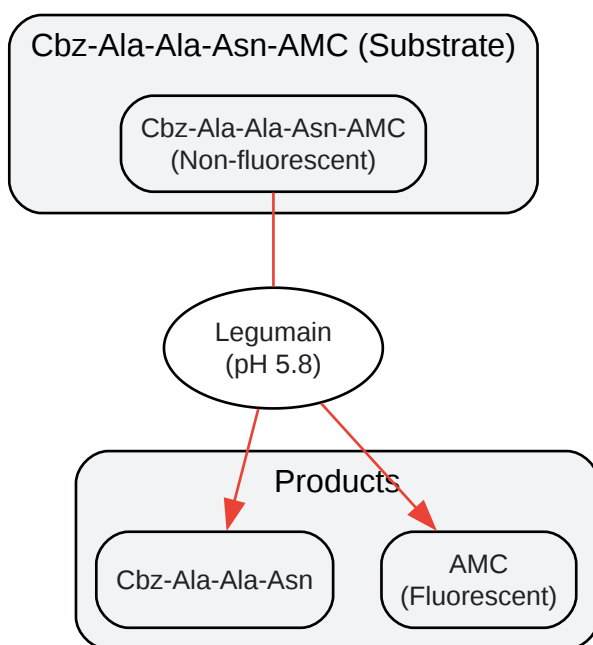 Cbz-Ala-Ala-Asn-AMC (Substrate)
Cbz-Ala-Ala-Asn-AMC
(Non-fluorescent)
Legumain
(pH 5.8)
Products
Cbz-Ala-Ala-Asn
AMC
(Fluorescent)